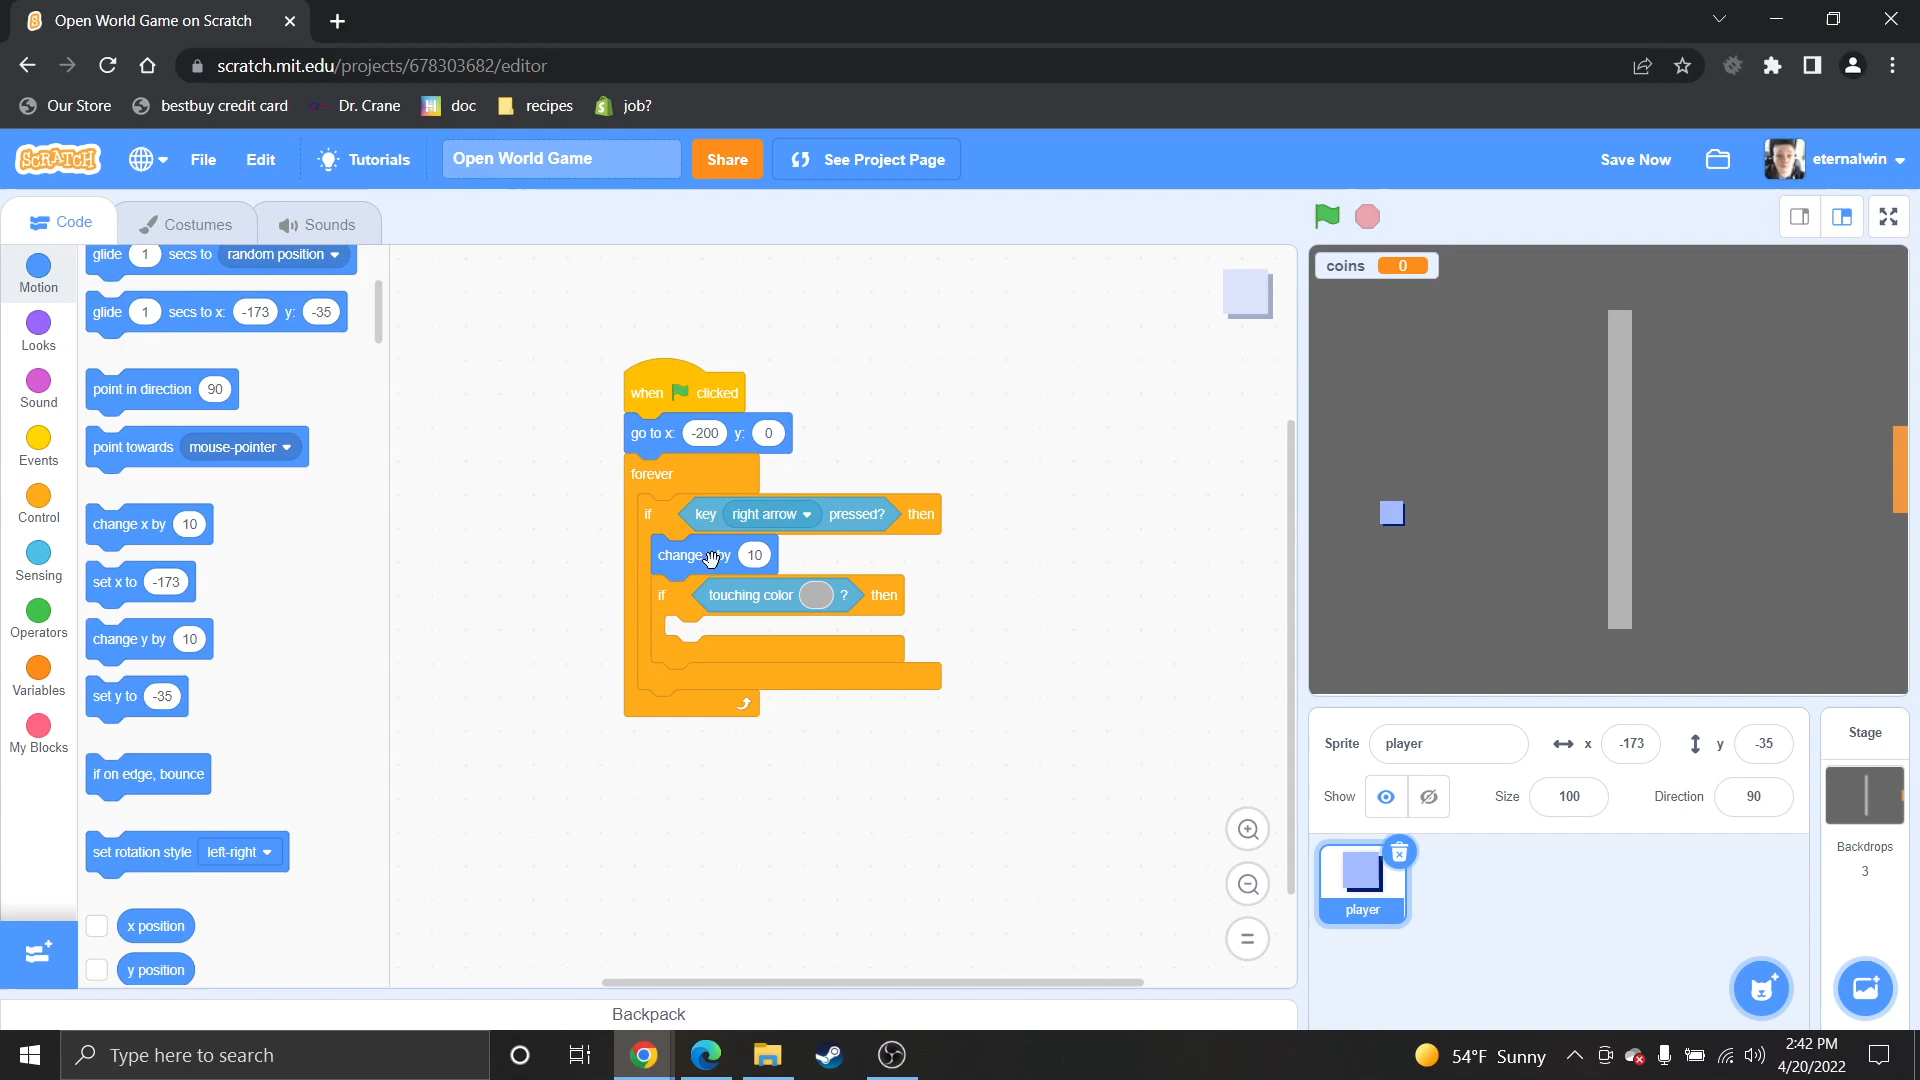 Open World Game on Scratch
scratch.mit.edu/projects/678303682/editor
Our Store bestbuy credit card Dr. Crane doc recipes job?
SCRATCH File Edit Tutorials Open World Game Share See Project Page Save Now eternalwin
Code Costumes Sounds
Motion
Looks
Sound
Events
Control
Sensing
Operators
Variables
My Blocks
glide 1 secs to random position
glide 1 secs to x: -173 y: -35
point in direction 90
point towards mouse-pointer
change x by 10
set x to -173
change y by 10
set y to -35
if on edge, bounce
set rotation style left-right
x position
y position
when clicked
go to x: -200 y: 0
forever
if key right arrow pressed? then
change by 10
if touching color ? then
coins 0
Sprite player x -173 y -35
Show Size 100 Direction 90
player
Stage
Backdrops
3
Backpack
Type here to search
54°F Sunny
2:42 PM
4/20/2022